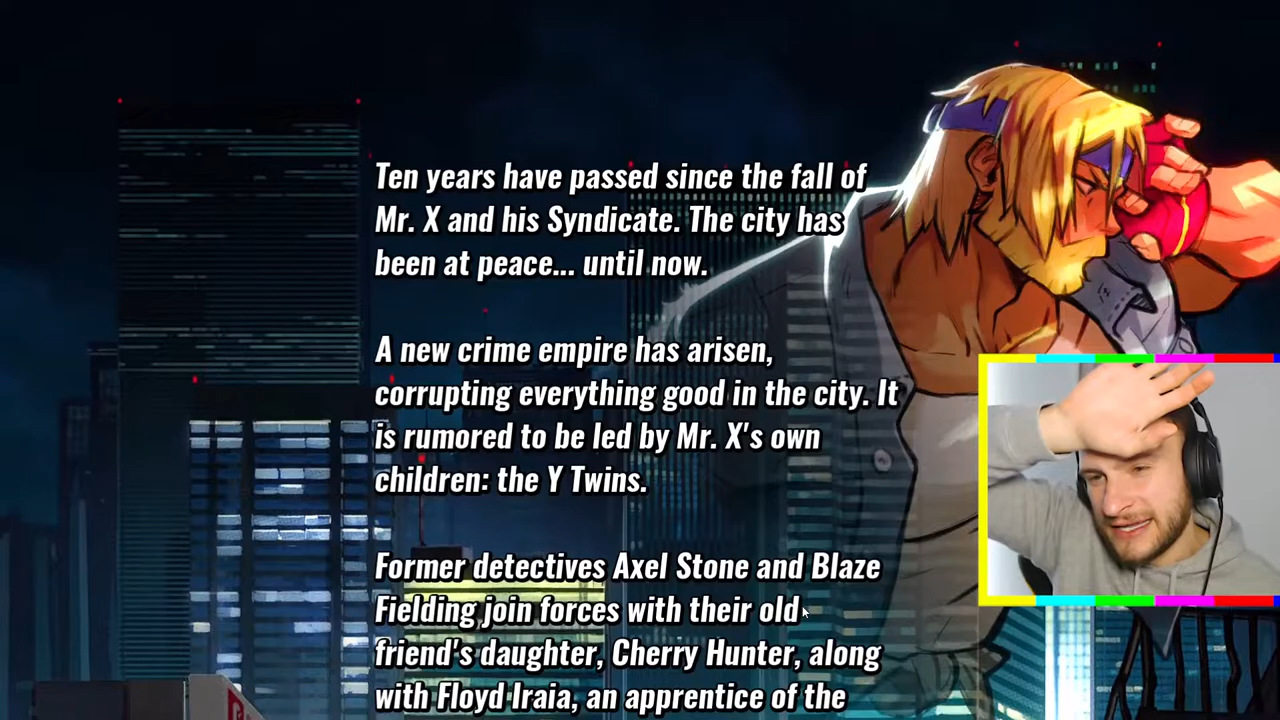 Ten years have passed since the fall of
Mr. X and his Syndicate. The city has
been at peace... until now.
A new crime empire has arisen,
corrupting everything good in the city. It
is rumored to be led by Mr. X's own
children: the Y Twins.
Former detectives Axel Stone and Blaze
Fielding join forces with their old
friend's daughter, Cherry Hunter, along
with Floyd Iraia, an apprentice of the